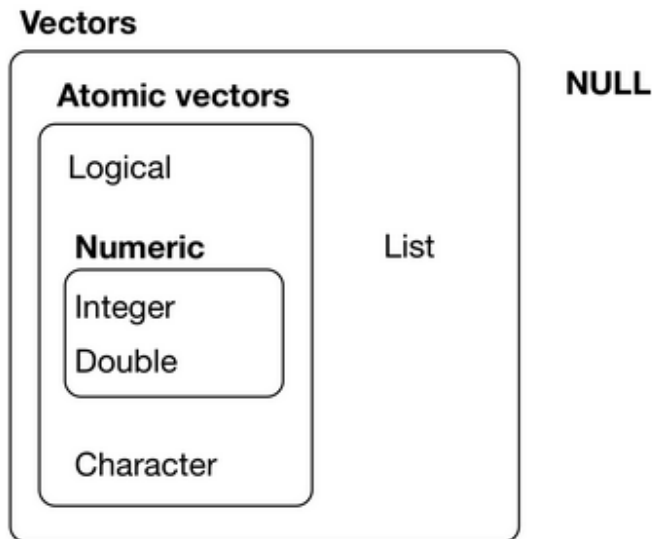 Vectors
NULL
Atomic vectors
Logical
Numeric
List
Integer
Double
Character